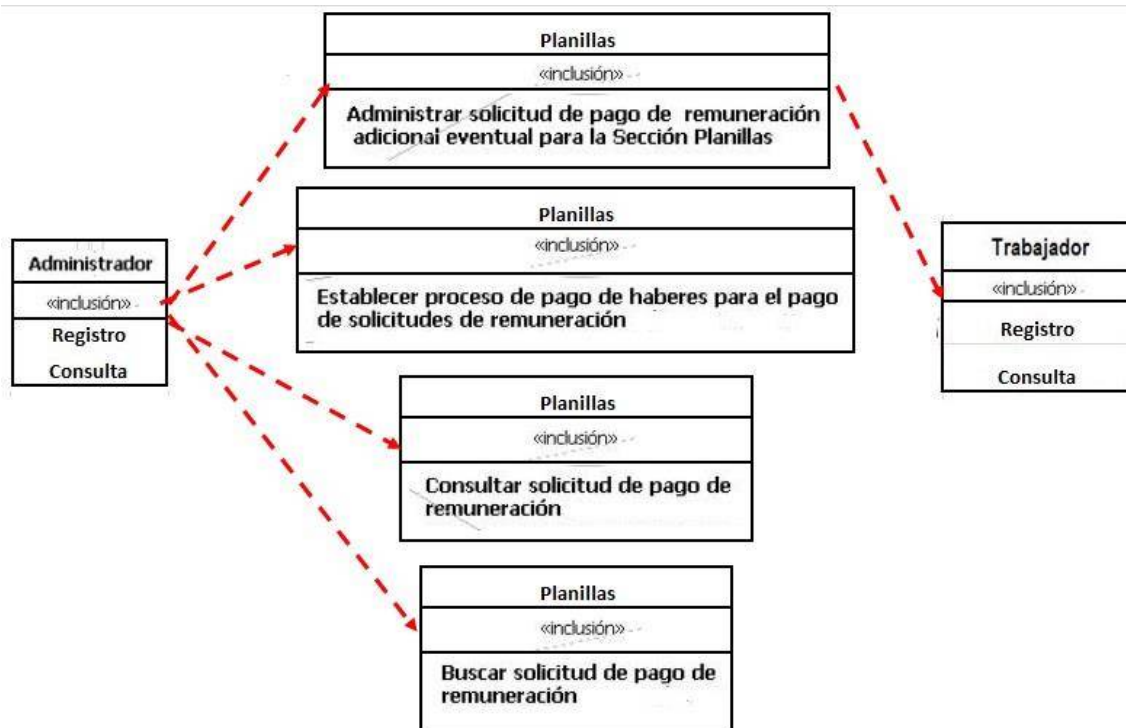 Planillas
«inclusión»
Administrar solicitud de pago de remuneración
adicional eventual para la Sección Planillas
Planillas
«inclusión»
Establecer proceso de pago de haberes para el pago
de solicitudes de remuneración
Administrador
«inclusión»
Registro
Consulta
Trabajador
«inclusión»
Registro
Consulta
Planillas
«inclusión»
Consultar solicitud de pago de
remuneración
Planillas
«inclusión»
Buscar solicitud de pago de
remuneración